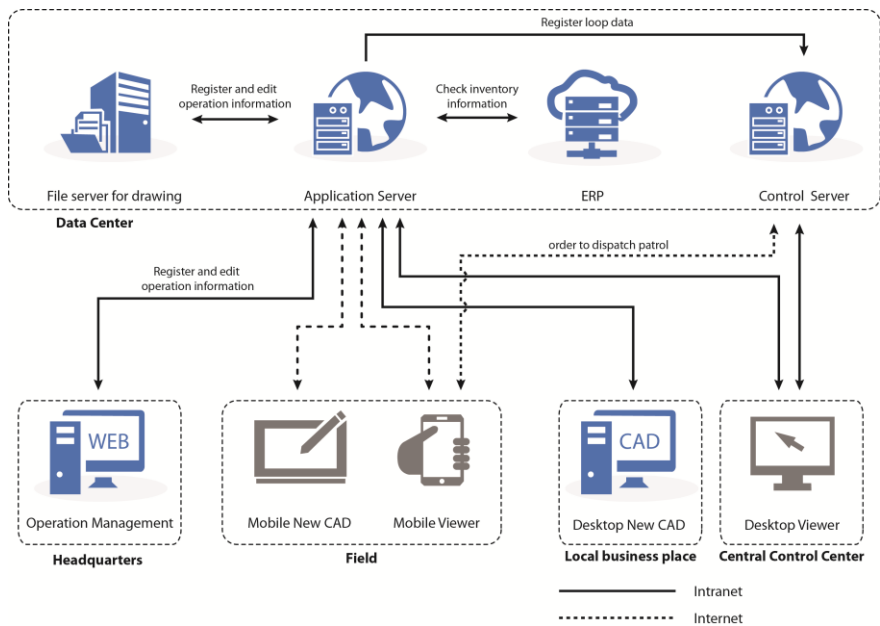 Register loop data
Register and edit
operation information
Check inventory
information
File server for drawing
Application Server
ERP
Control Server
Data Center
order to dispatch patrol
Register and edit
operation information
WEB
CAD
Operation Management
Mobile New CAD
Mobile Viewer
Desktop New CAD
Desktop Viewer
Headquarters
Field
Local business place
Central Control Center
Intranet
Internet